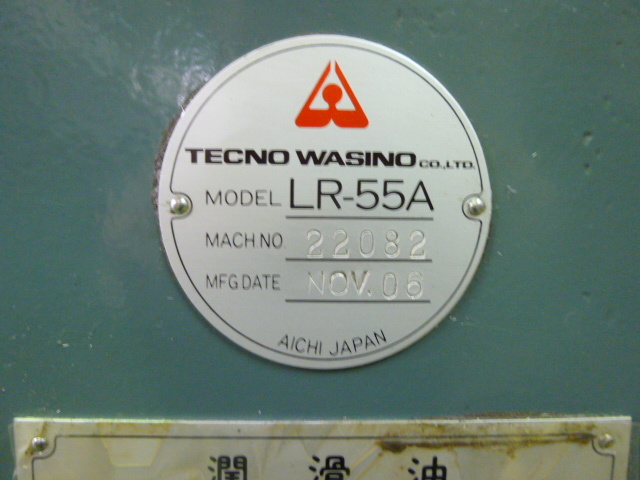 TECNO WASINO CO.,LTD.
MODEL LR-55A
MACH.NO 22082
MFG DATE NOV.06
AICHI JAPAN
潤滑油